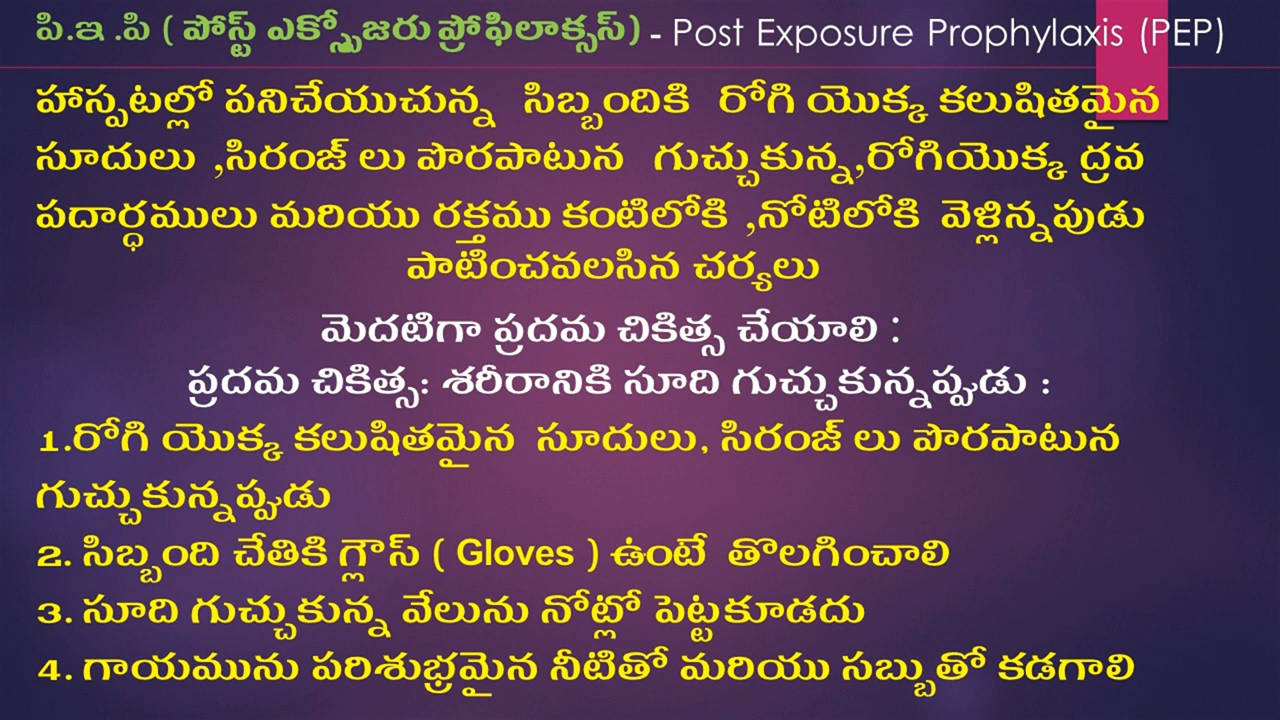 పి.ఇ .పి ( పోస్ట్ ఎక్స్పోజరు ప్రోఫిలాక్సస్) - Post Exposure Prophylaxis (PEP)
హాస్పటల్లో పనిచేయుచున్న సిబ్బందికి రోగి యొక్క కలుషితమైన
సూదులు ,సిరంజ్ లు పొరపాటున గుచ్చుకున్న,రోగియొక్క ద్రవ
పదార్ధములు మరియు రక్తము కంటిలోకి ,నోటిలోకి వెళ్లిన్నపుడు
పాటించవలసిన చర్యలు
మెదటిగా ప్రదమ చికిత్స చేయాలి :
ప్రదమ చికిత్స: శరీరానికి సూది గుచ్చుకున్నప్పుడు :
1.రోగి యొక్క కలుషితమైన సూదులు, సిరంజ్ లు పొరపాటున
గుచ్చుకున్నప్పుడు
2. సిబ్బంది చేతికి గ్లౌస్ ( Gloves ) ఉంటే తొలగించాలి
3. సూది గుచ్చుకున్న వేలును నోట్లో పెట్టకూడదు
4. గాయమును పరిశుభ్రమైన నీటితో మరియు సబ్బుతో కడగాలి